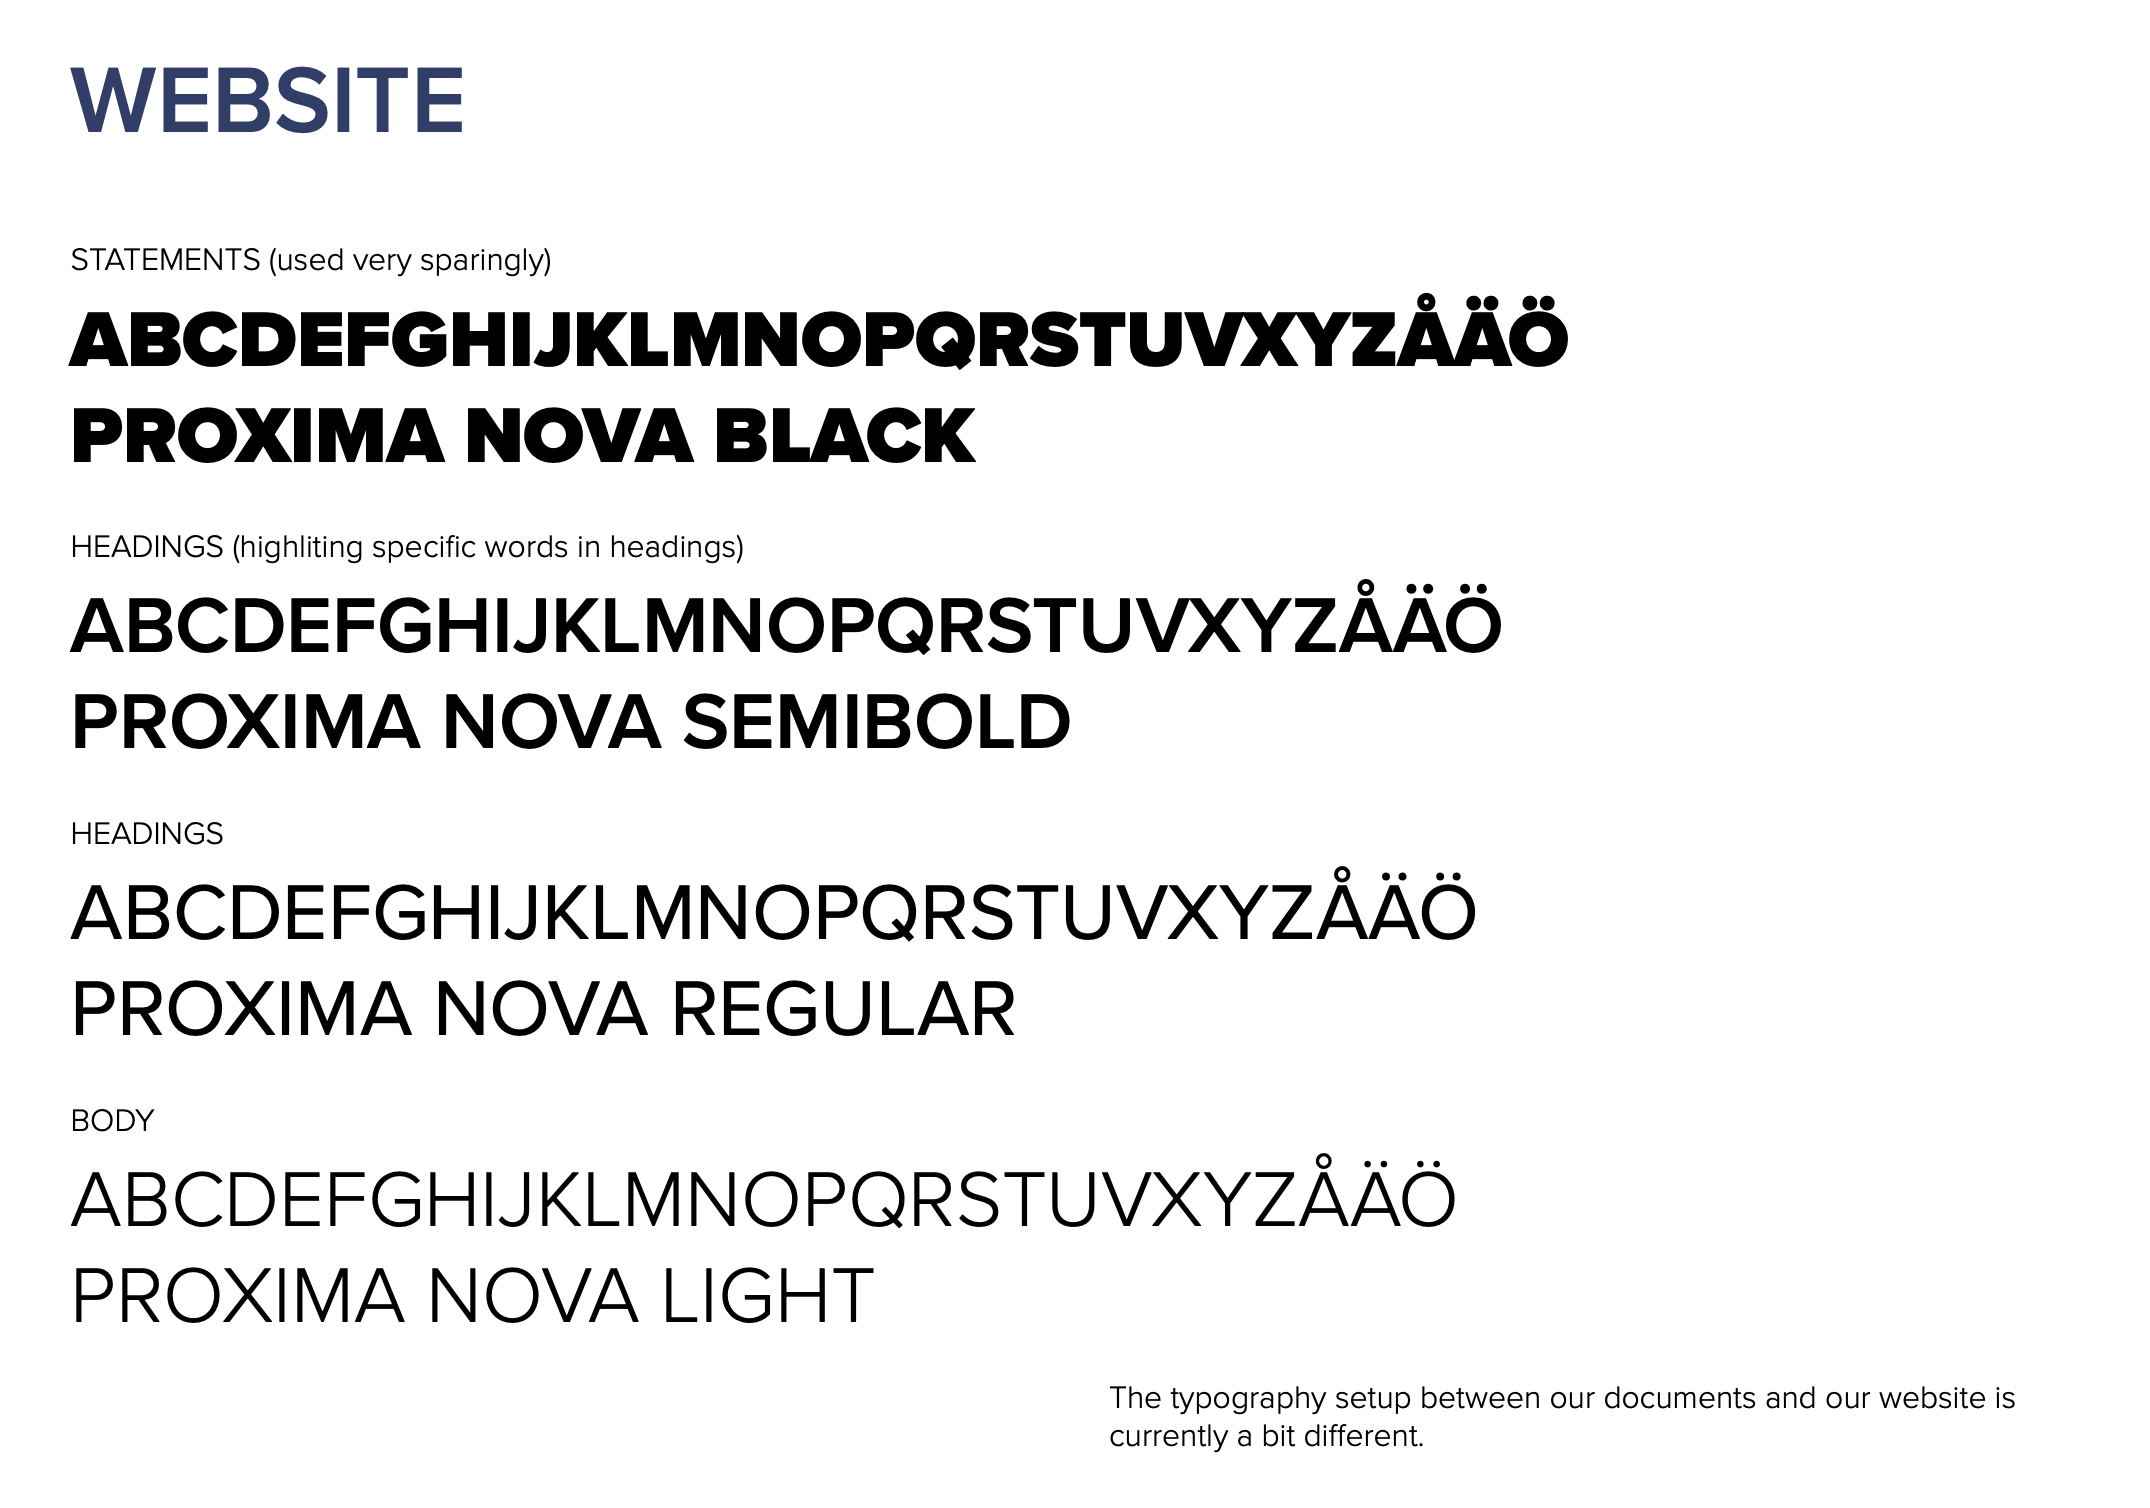 WEBSITE
STATEMENTS (used very sparingly)
ABCDEFGHIJKLMNOPQRSTUVXYZÅÄÖ
PROXIMA NOVA BLACK
HEADINGS (highliting specific words in headings)
ABCDEFGHIJKLMNOPQRSTUVXYZÅÄÖ
PROXIMA NOVA SEMIBOLD
HEADINGS
ABCDEFGHIJKLMNOPQRSTUVXYZÅÄÖ
PROXIMA NOVA REGULAR
BODY
ABCDEFGHIJKLMNOPQRSTUVXYZÅÄÖ
PROXIMA NOVA LIGHT
The typography setup between our documents and our website is
currently a bit different.